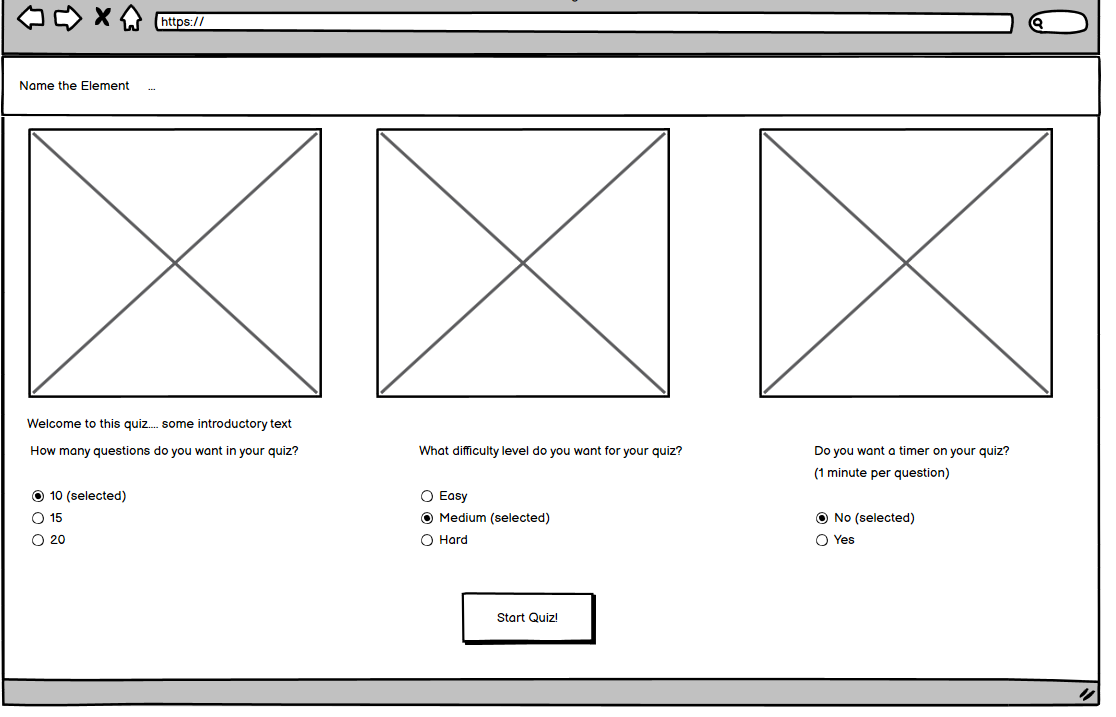 https://
Name the Element ...
Welcome to this quiz.... some introductory text
How many questions do you want in your quiz?
10 (selected)
15
20
What difficulty level do you want for your quiz?
Easy
Medium (selected)
Hard
Do you want a timer on your quiz?
(1 minute per question)
No (selected)
Yes
Start Quiz!